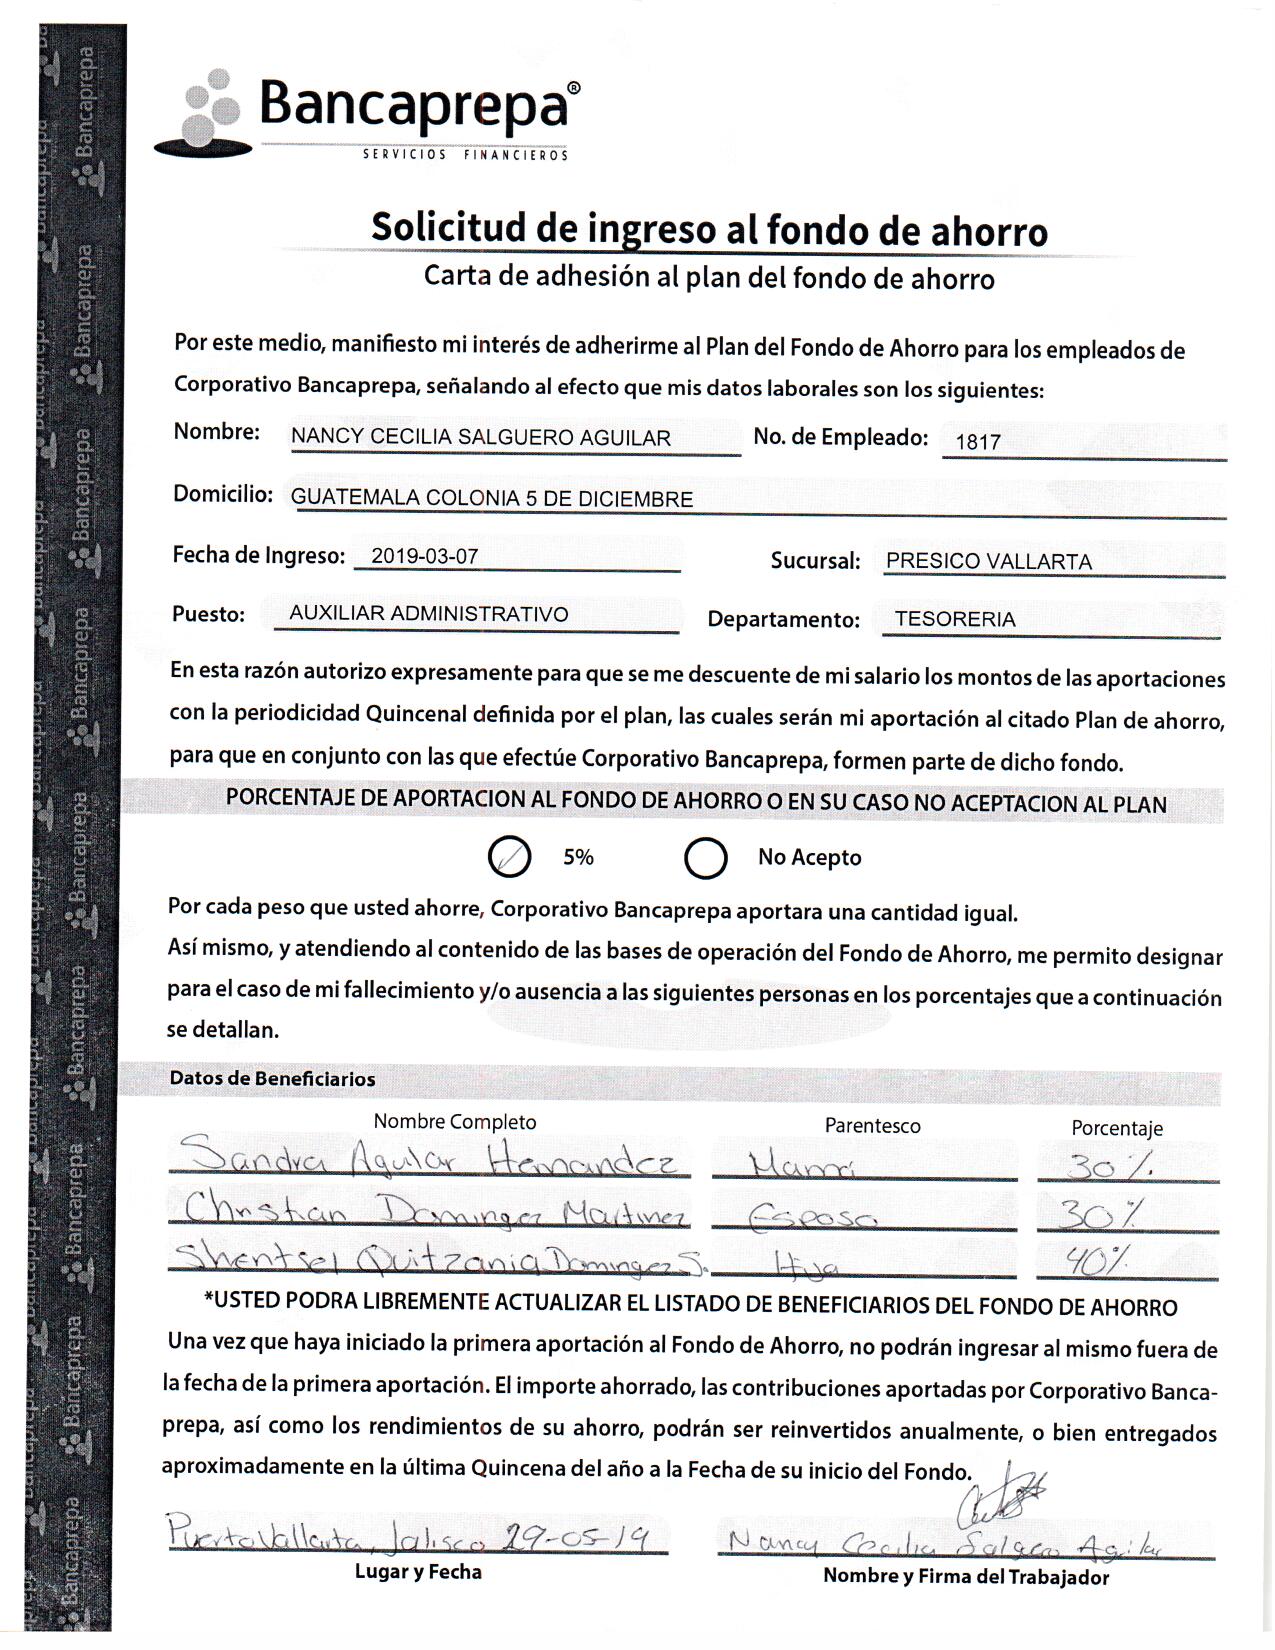 Bancaprepa®
SERVICIOS FINANCIEROS
Solicitud de ingreso al fondo de ahorro
Carta de adhesión al plan del fondo de ahorro
Por este medio, manifiesto mi interés de adherirme al Plan del Fondo de Ahorro para los empleados de
Corporativo Bancaprepa, señalando al efecto que mis datos laborales son los siguientes:
Nombre: NANCY CECILIA SALGUERO AGUILAR No. de Empleado: 1817
Domicilio: GUATEMALA COLONIA 5 DE DICIEMBRE
Fecha de Ingreso: 2019-03-07 Sucursal: PRESICO VALLARTA
Puesto: AUXILIAR ADMINISTRATIVO Departamento: TESORERIA
En esta razón autorizo expresamente para que se me descuente de mi salario los montos de las aportaciones
con la periodicidad Quincenal definida por el plan, las cuales serán mi aportación al citado Plan de ahorro,
para que en conjunto con las que efectúe Corporativo Bancaprepa, formen parte de dicho fondo.
PORCENTAJE DE APORTACION AL FONDO DE AHORRO O EN SU CASO NO ACEPTACION AL PLAN
5% No Acepto
Por cada peso que usted ahorre, Corporativo Bancaprepa aportara una cantidad igual.
Así mismo, y atendiendo al contenido de las bases de operación del Fondo de Ahorro, me permito designar
para el caso de mi fallecimiento y/o ausencia a las siguientes personas en los porcentajes que a continuación
se detallan.
Datos de Beneficiarios
Nombre Completo Parentesco Porcentaje
Sandra Aguilar Hernandez Mamá 30%
Christian Dominguez Martinez Esposo 30%
Shentsel Quitzania Dominguez S. Hija 40%
*USTED PODRA LIBREMENTE ACTUALIZAR EL LISTADO DE BENEFICIARIOS DEL FONDO DE AHORRO
Una vez que haya iniciado la primera aportación al Fondo de Ahorro, no podrán ingresar al mismo fuera de
la fecha de la primera aportación. El importe ahorrado, las contribuciones aportadas por Corporativo Banca-
prepa, así como los rendimientos de su ahorro, podrán ser reinvertidos anualmente, o bien entregados
aproximadamente en la última Quincena del año a la Fecha de su inicio del Fondo.
Puerto Vallarta, Jalisco 29-05-19 Nancy Cecilia Salguero Aguilar
Lugar y Fecha Nombre y Firma del Trabajador